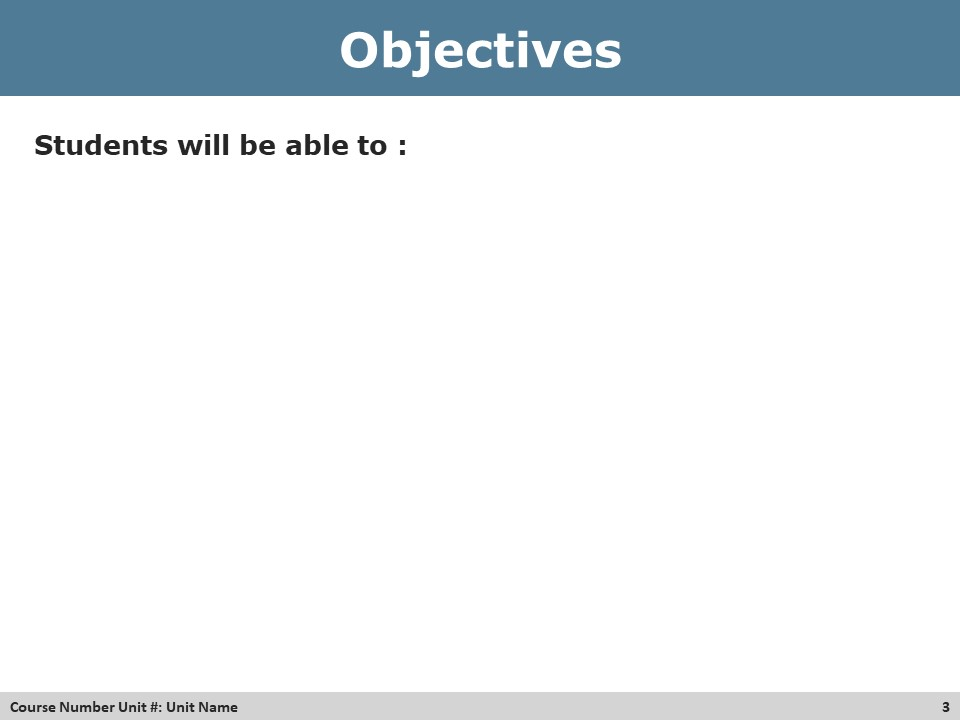 Objectives
Students will be able to :
Course Number Unit #: Unit Name 3